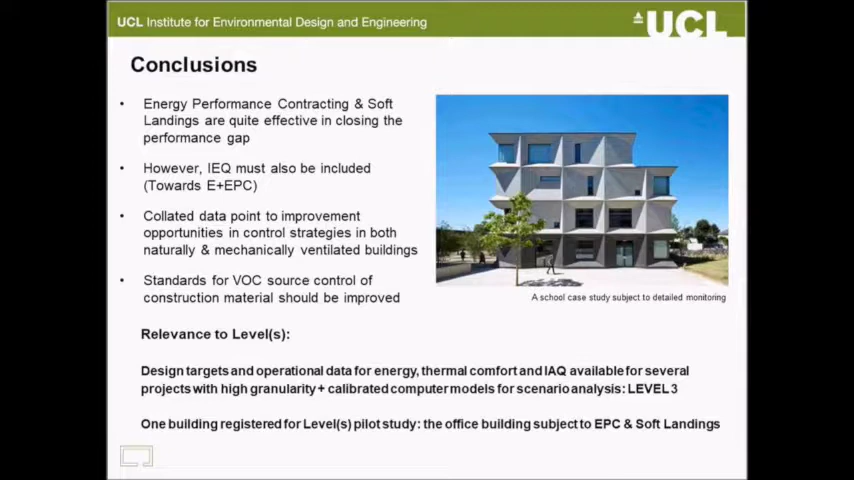 UCL Institute for Environmental Design and Engineering
UCL
Conclusions
• Energy Performance Contracting & Soft
Landings are quite effective in closing the
performance gap
• However, IEQ must also be included
(Towards E+EPC)
• Collated data point to improvement
opportunities in control strategies in both
naturally & mechanically ventilated buildings
• Standards for VOC source control of
construction material should be improved
A school case study subject to detailed monitoring
Relevance to Level(s):
Design targets and operational data for energy, thermal comfort and IAQ available for several
projects with high granularity + calibrated computer models for scenario analysis: LEVEL 3
One building registered for Level(s) pilot study: the office building subject to EPC & Soft Landings